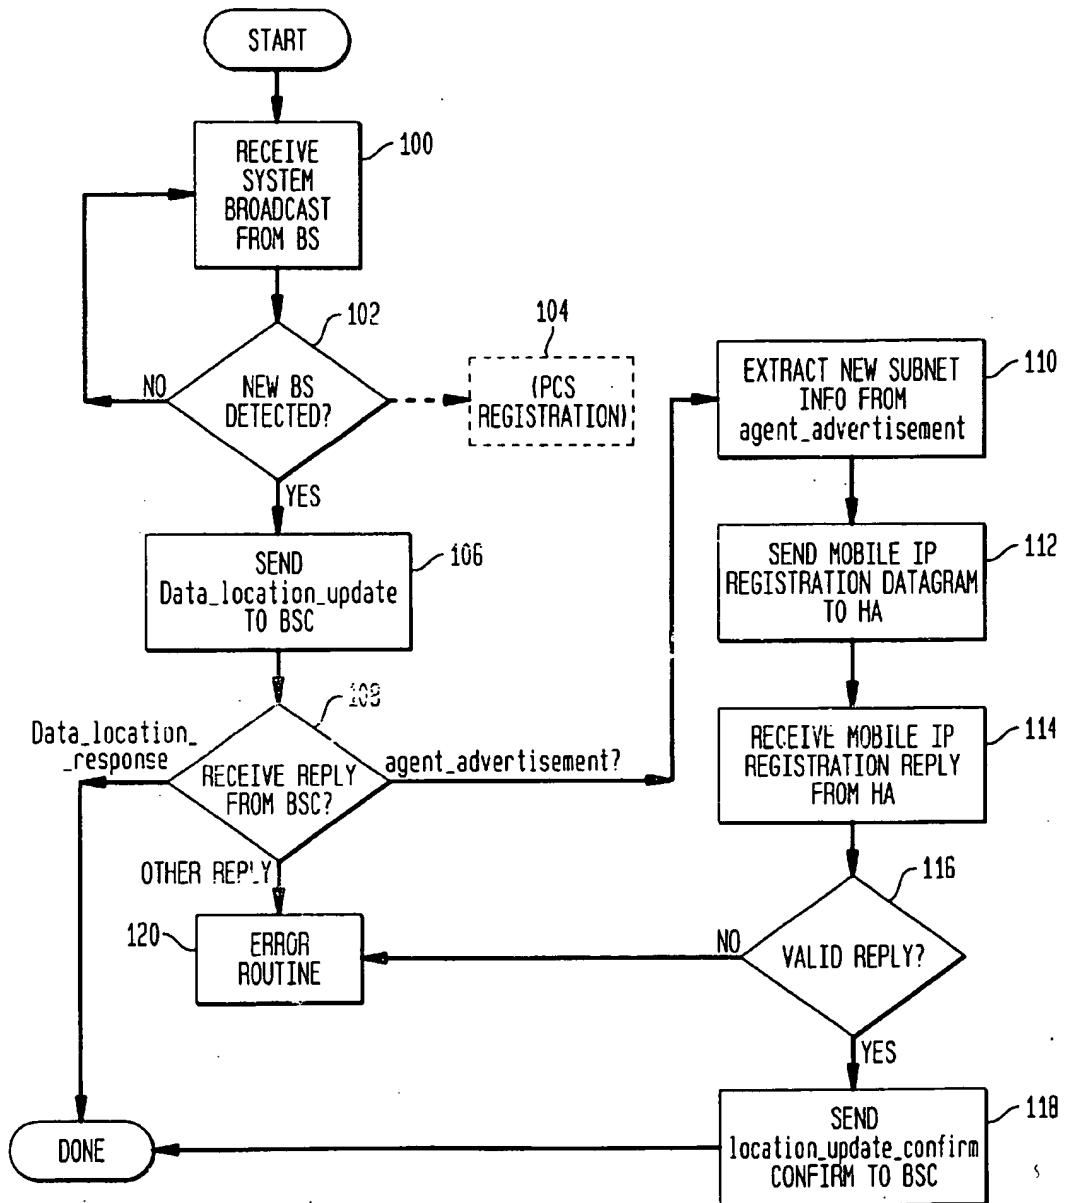 START
RECEIVE
SYSTEM
BROADCAST
FROM BS
100
NEW BS
DETECTED?
102
NO
YES
104
(PCS
REGISTRATION)
SEND
Data_location_update
TO BSC
106
RECEIVE REPLY
FROM BSC?
108
Data_location_
_response
agent_advertisement?
OTHER REPLY
120
ERROR
ROUTINE
EXTRACT NEW SUBNET
INFO FROM
agent_advertisement
110
SEND MOBILE IP
REGISTRATION DATAGRAM
TO HA
112
RECEIVE MOBILE IP
REGISTRATION REPLY
FROM HA
114
VALID REPLY?
116
NO
YES
SEND
location_update_confirm
CONFIRM TO BSC
118
DONE